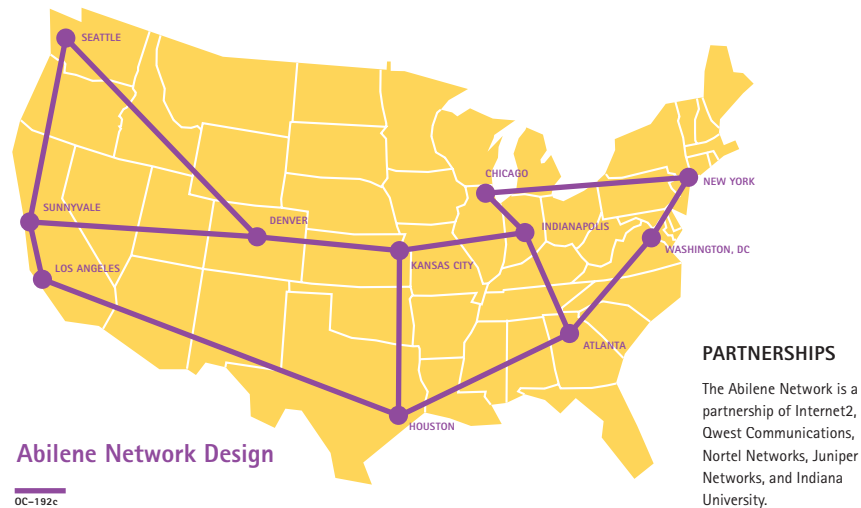 SEATTLE
CHICAGO
NEW YORK
SUNNYVALE
DENVER
INDIANAPOLIS
WASHINGTON, DC
LOS ANGELES
KANSAS CITY
ATLANTA
HOUSTON
Abilene Network Design
OC–192c
PARTNERSHIPS
The Abilene Network is a
partnership of Internet2,
Qwest Communications,
Nortel Networks, Juniper
Networks, and Indiana
University.